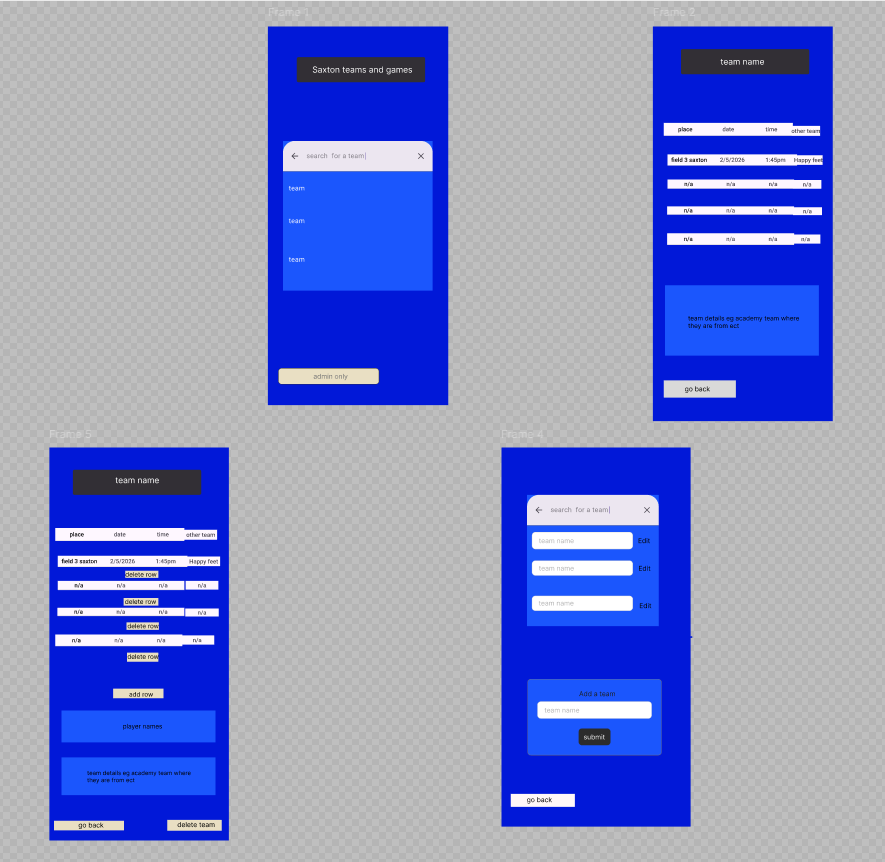 Frame 1
Saxton teams and games
search for a team
team
team
team
admin only
Frame 2
team name
place date time other team
field 3 saxton 2/5/2026 1:45pm Happy feet
n/a n/a n/a n/a
n/a n/a n/a n/a
n/a n/a n/a n/a
team details eg academy team where
they are from ect
go back
Frame 5
team name
place date time other team
field 3 saxton 2/5/2026 1:45pm Happy feet
delete row
n/a n/a n/a n/a
delete row
n/a n/a n/a n/a
delete row
n/a n/a n/a n/a
delete row
add row
player names
team details eg academy team where
they are from ect
go back delete team
Frame 4
search for a team
team name Edit
team name Edit
team name Edit
Add a team
team name
submit
go back